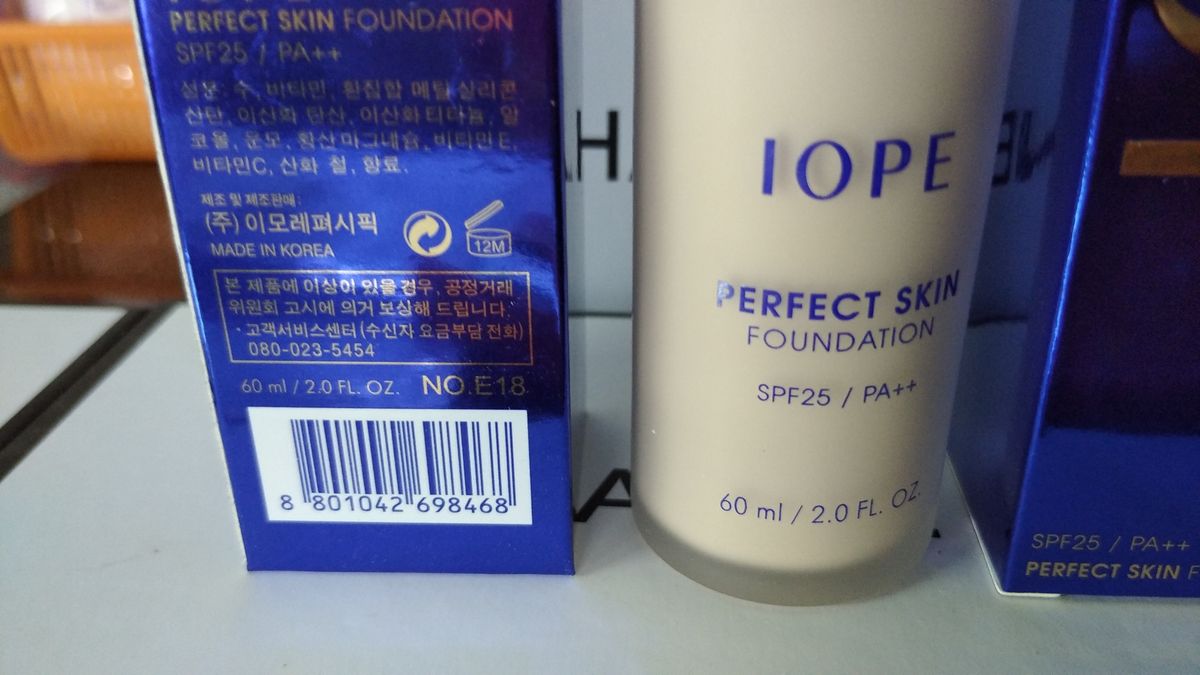 PERFECT SKIN FOUNDATION
SPF25 / PA++
성분: 수, 비타민, 환집합 메틸 실리콘
산탄, 이산화 탄산, 이산화티타늄, 알
코올, 운모, 황산마그네슘, 비타민E,
비타민C, 산화 철, 향료.
제조 및 제조판매:
(주) 이모레펴시픽
MADE IN KOREA
12M
본 제품에 이상이 있을 경우, 공정거래
위원회 고시에 의거 보상해 드립니다.
· 고객서비스센터 (수신자 요금부담 전화)
080-023-5454
60 ml / 2.0 FL. OZ. NO.E18
8 801042 698468
IOPE
PERFECT SKIN
FOUNDATION
SPF25 / PA++
60 ml / 2.0 FL. OZ.
SPF25 / PA++
PERFECT SKIN F